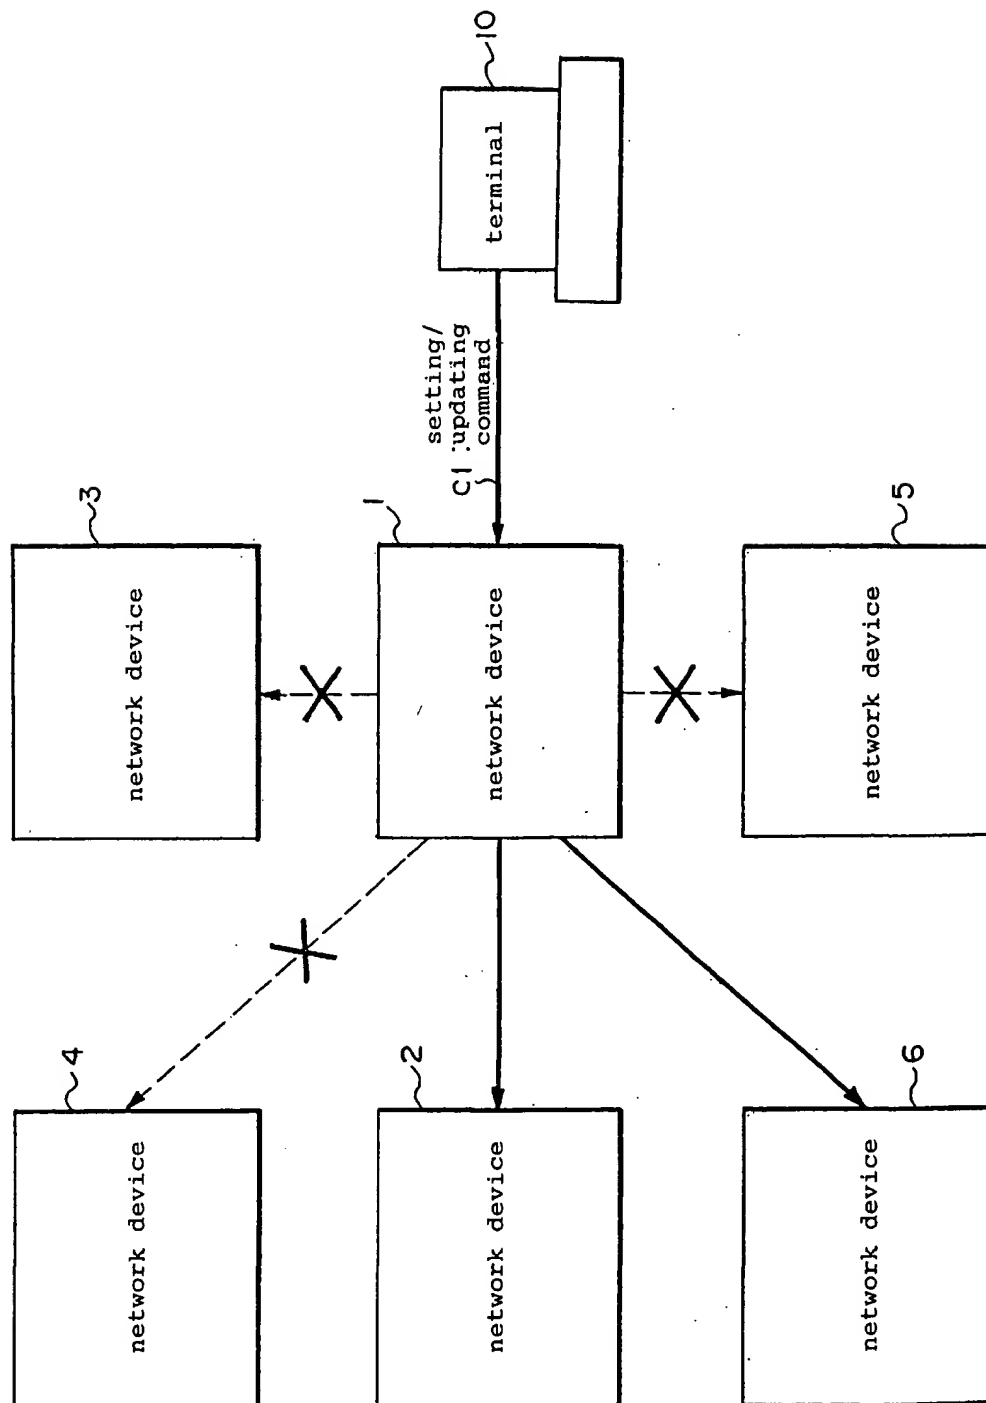 10
terminal
setting/
C1 :updating
command
3
network device
1
network device
5
network device
4
network device
2
network device
6
network device